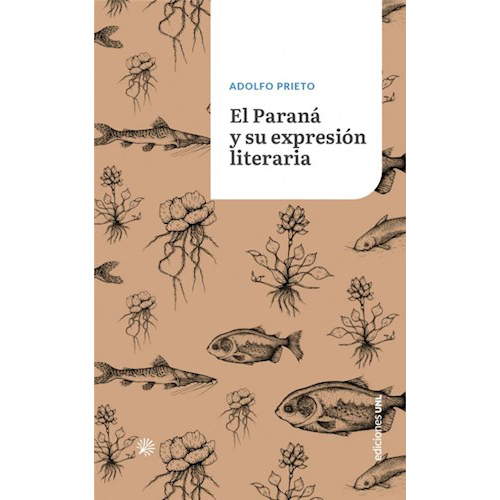 ADOLFO PRIETO
El Paraná
y su expresión
literaria
ediciones UNL